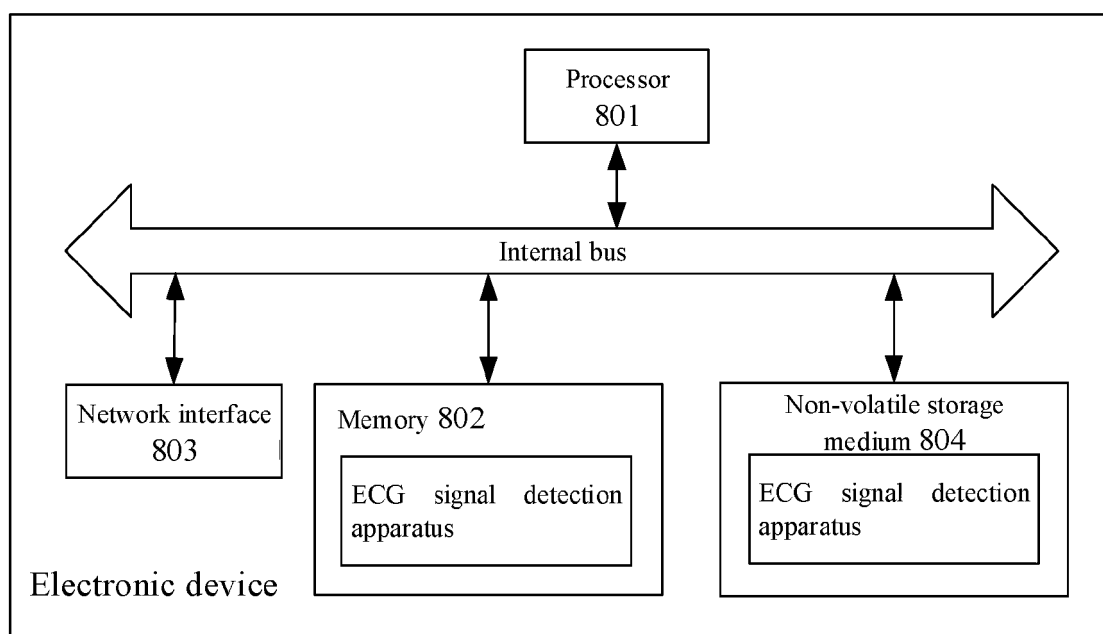 Processor
801
Internal bus
Network interface
803
Memory 802
ECG signal detection
apparatus
Non-volatile storage
medium 804
ECG signal detection
apparatus
Electronic device